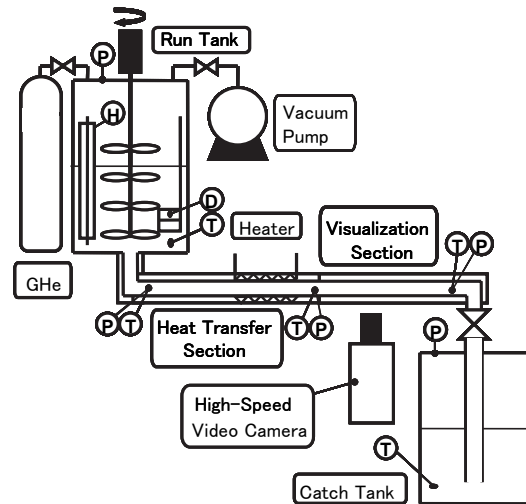 P
Run Tank
H
Vacuum
Pump
D
T
Heater
Visualization
Section
GHe
T P
P T
Heat Transfer
Section
T P
P
High-Speed
Video Camera
T
Catch Tank